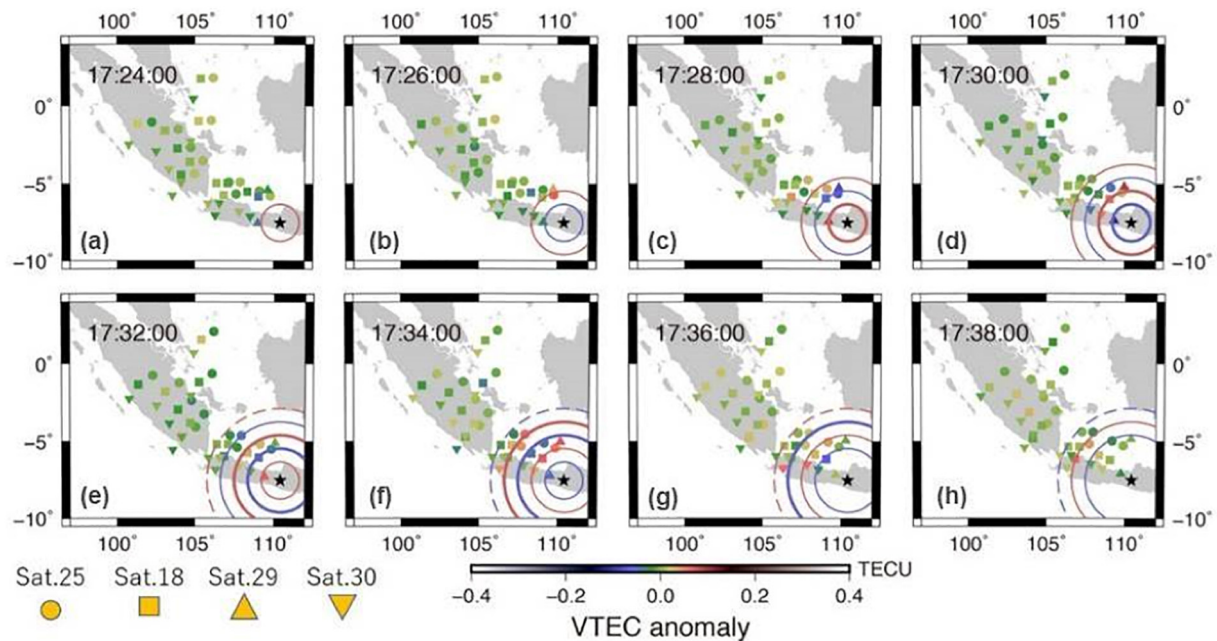 100° 105° 110° 100° 105° 110° 100° 105° 110° 100° 105° 110°
17:24:00 17:26:00 17:28:00 17:30:00
0° 0°
−5° −5°
(a) (b) (c) (d)
−10° −10°
17:32:00 17:34:00 17:36:00 17:38:00
0° 0°
−5° −5°
(e) (f) (g) (h)
−10° −10°
100° 105° 110° 100° 105° 110° 100° 105° 110° 100° 105° 110°
Sat.25 Sat.18 Sat.29 Sat.30
TECU
−0.4 −0.2 0.0 0.2 0.4
VTEC anomaly